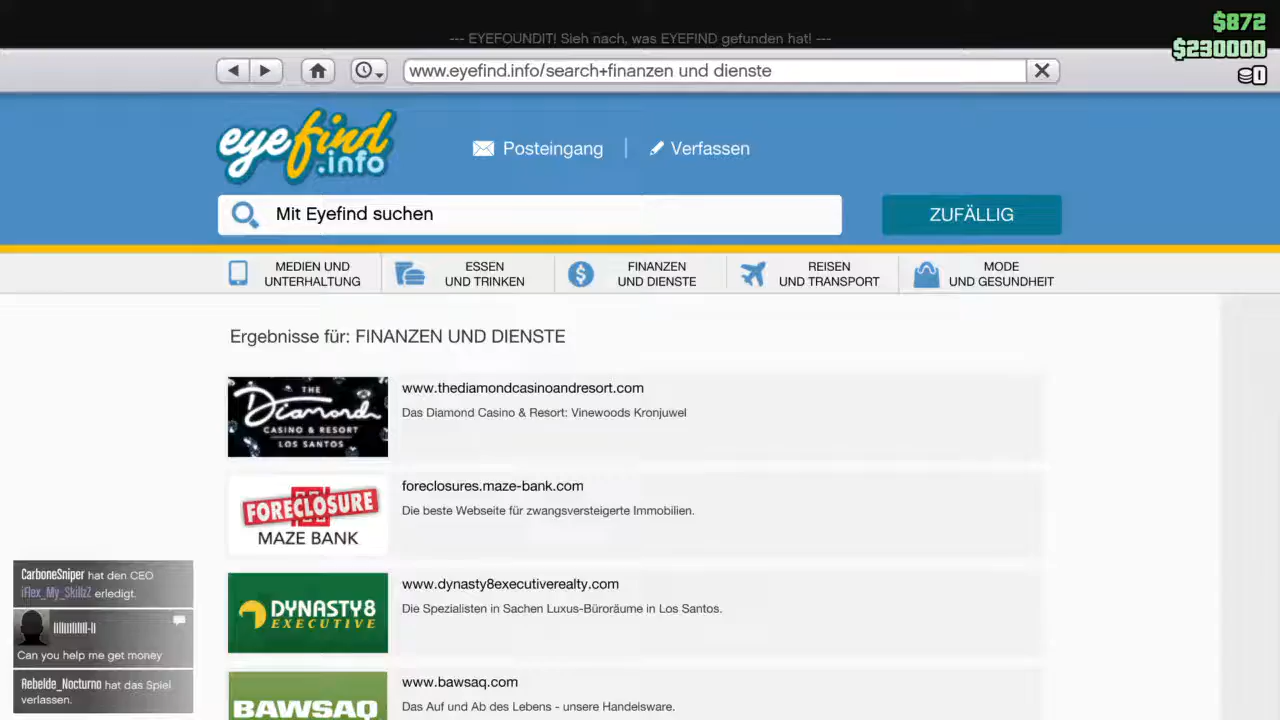 $872
--- EYEFOUNDIT! Sieh nach, was EYEFIND gefunden hat! ---
$230000
0
www.eyefind.info/search+finanzen und dienste
eyefind
.info
Posteingang
Verfassen
Mit Eyefind suchen
ZUFÄLLIG
MEDIEN UND
UNTERHALTUNG
ESSEN
UND TRINKEN
FINANZEN
UND DIENSTE
REISEN
UND TRANSPORT
MODE
UND GESUNDHEIT
Ergebnisse für: FINANZEN UND DIENSTE
THE
Diamond
CASINO & RESORT
LOS SANTOS
www.thediamondcasinoandresort.com
Das Diamond Casino & Resort: Vinewoods Kronjuwel
FORECLOSURE
MAZE BANK
foreclosures.maze-bank.com
Die beste Webseite für zwangsversteigerte Immobilien.
DYNASTY8
EXECUTIVE
www.dynasty8executiverealty.com
Die Spezialisten in Sachen Luxus-Büroräume in Los Santos.
BAWSAQ
www.bawsaq.com
Das Auf und Ab des Lebens - unsere Handelsware.
CarboneSniper hat den CEO
iFlex_My_SkillzZ erledigt.
Can you help me get money
Rebelde_Nocturno hat das Spiel
verlassen.